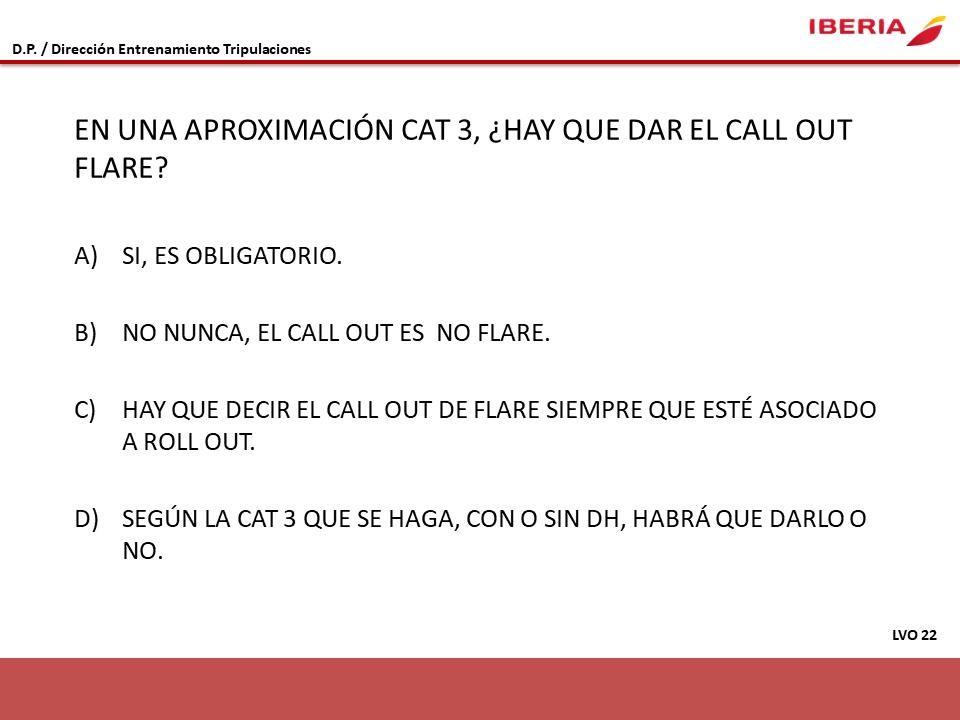 IBERIA
D.P. / Dirección Entrenamiento Tripulaciones
EN UNA APROXIMACIÓN CAT 3, ¿HAY QUE DAR EL CALL OUT
FLARE?
A) SI, ES OBLIGATORIO.
B) NO NUNCA, EL CALL OUT ES NO FLARE.
C) HAY QUE DECIR EL CALL OUT DE FLARE SIEMPRE QUE ESTÉ ASOCIADO
A ROLL OUT.
D) SEGÚN LA CAT 3 QUE SE HAGA, CON O SIN DH, HABRÁ QUE DARLO O
NO.
LVO 22